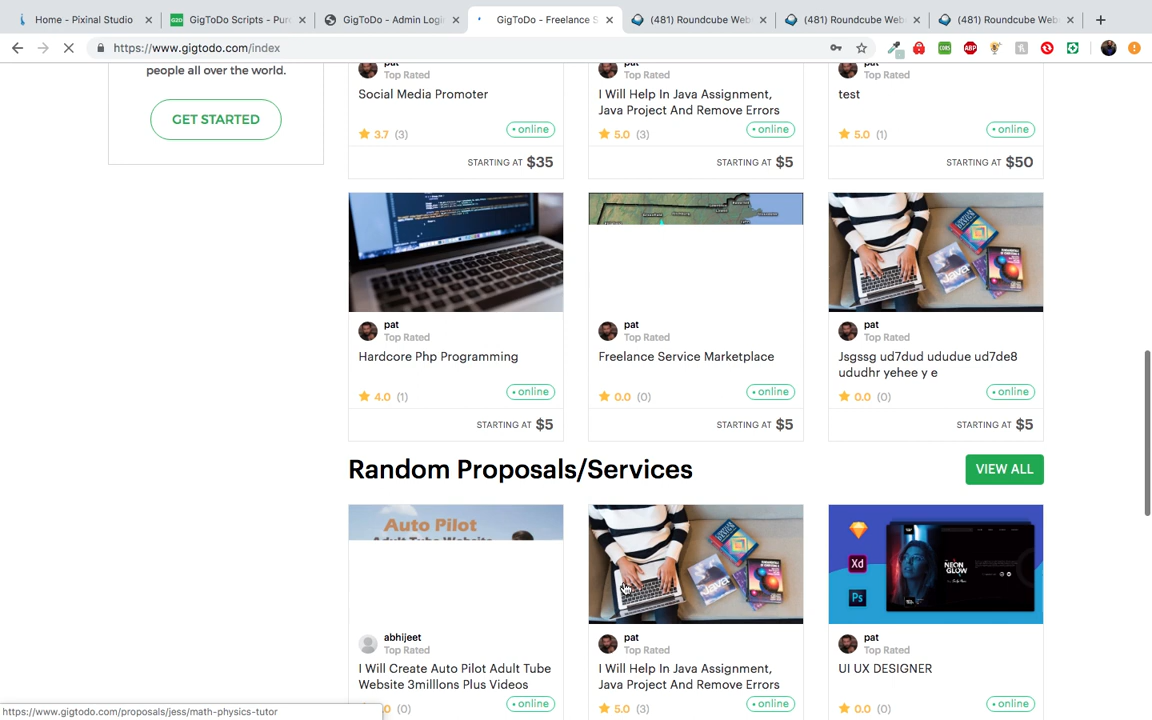 Home - Pixinal Studio
GigToDo Scripts - Pure
GigToDo - Admin Login
GigToDo - Freelance S
(481) Roundcube Web
(481) Roundcube Web
(481) Roundcube Web
https://www.gigtodo.com/index
people all over the world.
GET STARTED
pat
Top Rated
Social Media Promoter
3.7 (3)
• online
STARTING AT $35
pat
Top Rated
I Will Help In Java Assignment,
Java Project And Remove Errors
5.0 (3)
• online
STARTING AT $5
pat
Top Rated
test
5.0 (1)
• online
STARTING AT $50
pat
Top Rated
Hardcore Php Programming
4.0 (1)
• online
STARTING AT $5
pat
Top Rated
Freelance Service Marketplace
0.0 (0)
• online
STARTING AT $5
Java
pat
Top Rated
Jsgssg ud7dud ududue ud7de8
ududhr yehee y e
0.0 (0)
• online
STARTING AT $5
Random Proposals/Services
VIEW ALL
Auto Pilot
Adult Tube Website
abhijeet
Top Rated
I Will Create Auto Pilot Adult Tube
Website 3milllons Plus Videos
.0 (0)
• online
Java
pat
Top Rated
I Will Help In Java Assignment,
Java Project And Remove Errors
5.0 (3)
• online
Xd
Ps
NEON
GLOW
pat
Top Rated
UI UX DESIGNER
0.0 (0)
• online
https://www.gigtodo.com/proposals/jess/math-physics-tutor